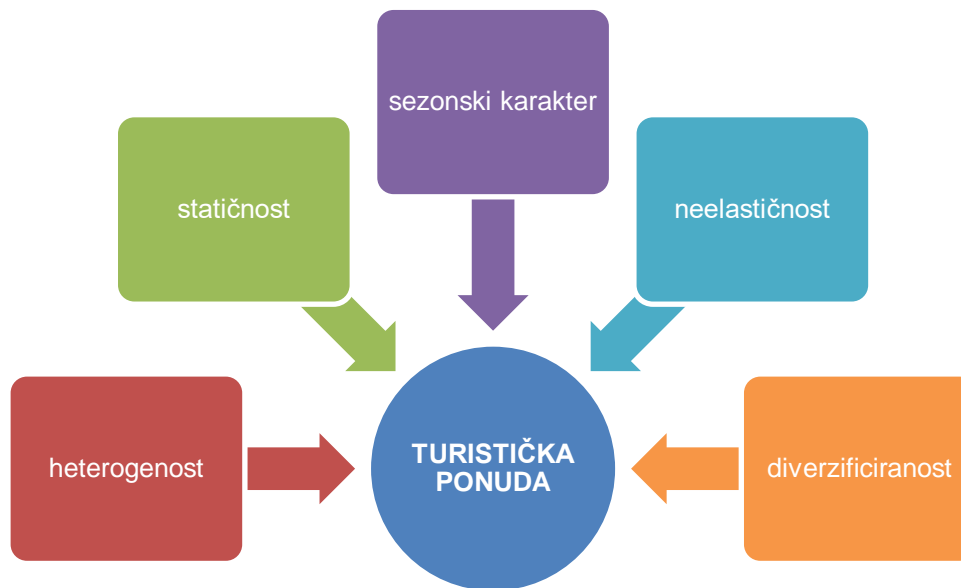 sezonski karakter
statičnost
neelastičnost
heterogenost
TURISTIČKA
PONUDA
diverzificiranost